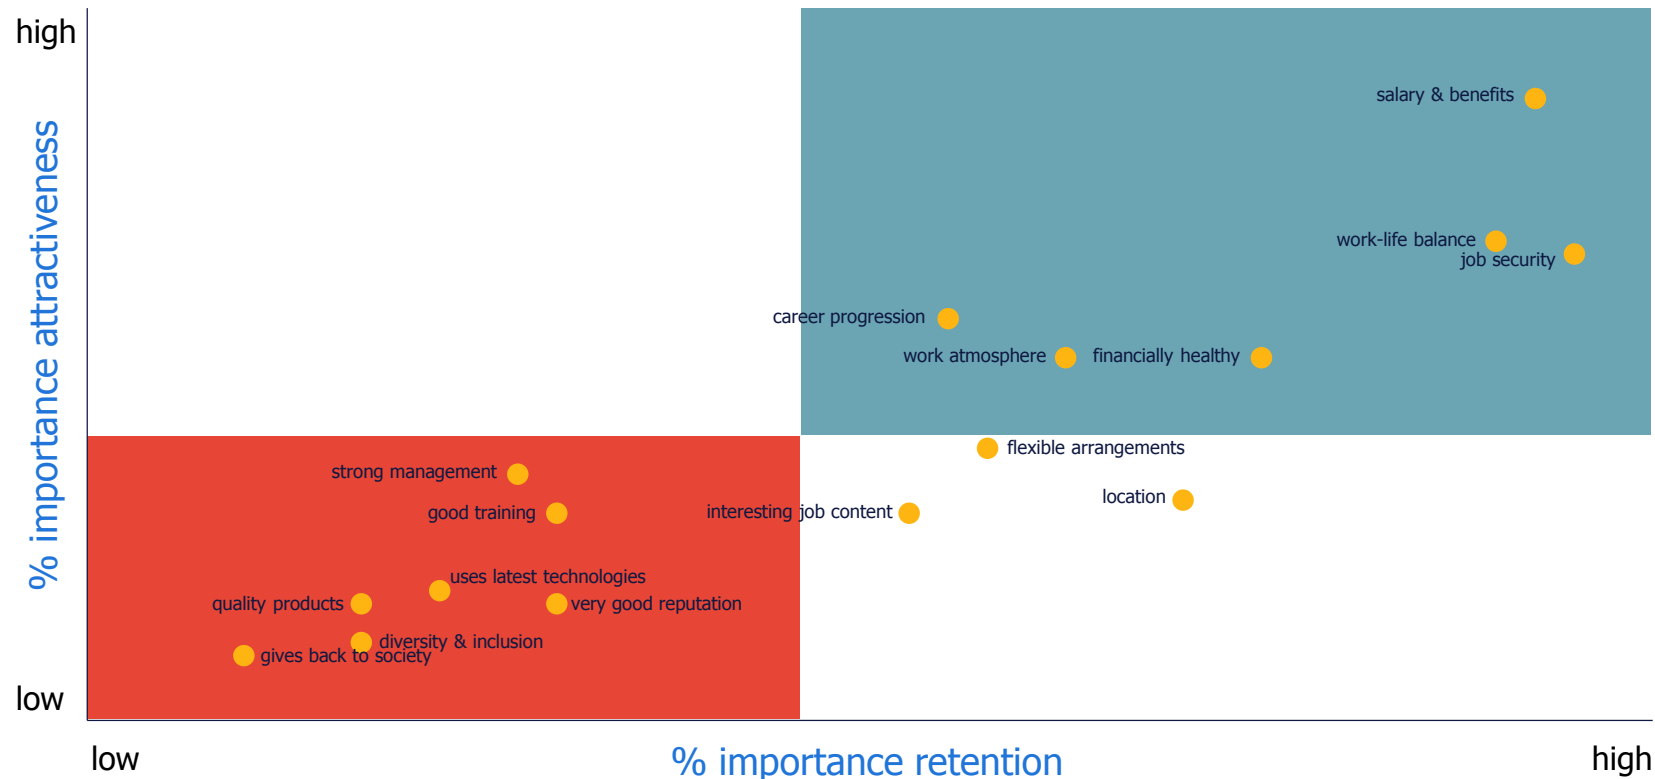 high
salary & benefits
% importance attractiveness
work-life balance
job security
career progression
work atmosphere
financially healthy
flexible arrangements
strong management
location
good training
interesting job content
uses latest technologies
quality products
very good reputation
diversity & inclusion
gives back to society
low
low
% importance retention
high